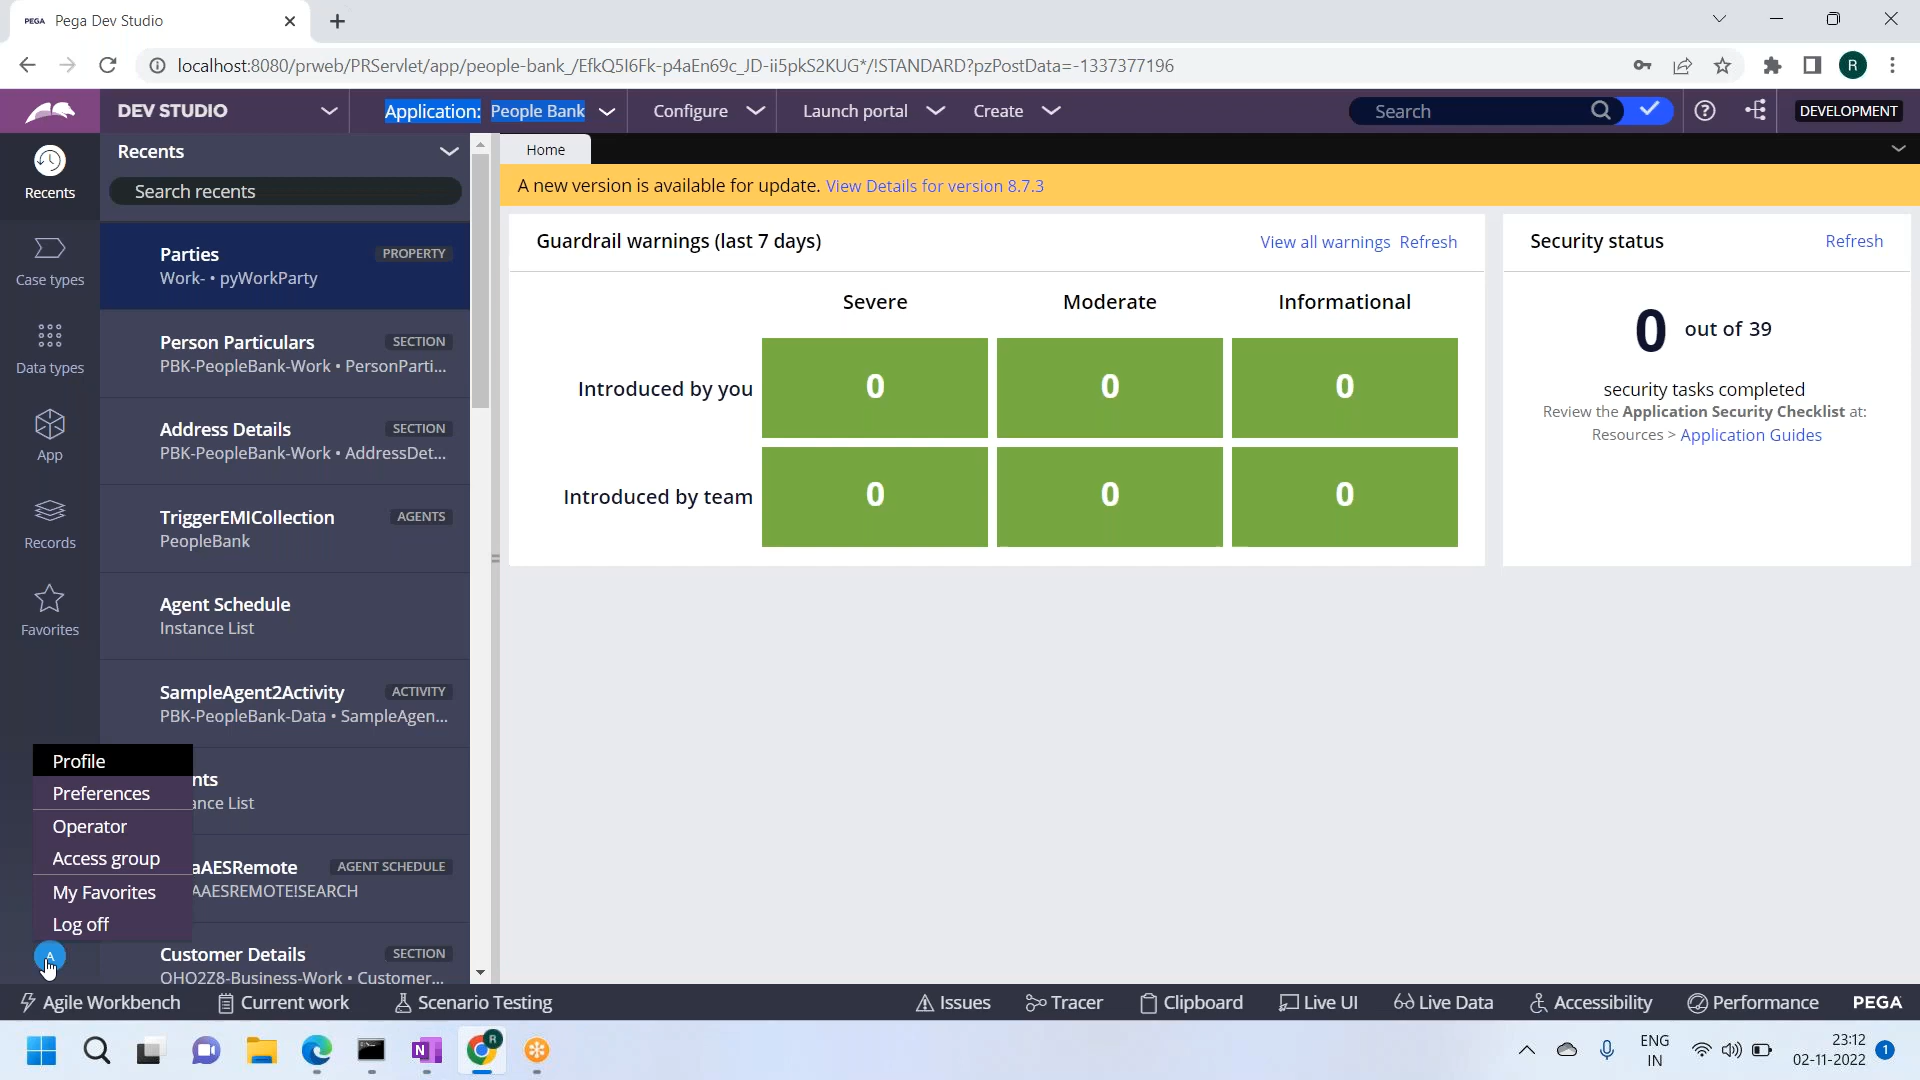 PEGA Pega Dev Studio
localhost:8080/prweb/PRServlet/app/people-bank_/EfkQ5I6Fk-p4aEn69c_JD-ii5pkS2KUG*/!STANDARD?pzPostData=-1337377196
R
DEV STUDIO
Application: People Bank
Configure
Launch portal
Create
Search
DEVELOPMENT
Recents
Case types
Data types
App
Records
Favorites
Recents
Search recents
Parties PROPERTY
Work- • pyWorkParty
Person Particulars SECTION
PBK-PeopleBank-Work • PersonParti...
Address Details SECTION
PBK-PeopleBank-Work • AddressDet...
TriggerEMICollection AGENTS
PeopleBank
Agent Schedule
Instance List
SampleAgent2Activity ACTIVITY
PBK-PeopleBank-Data • SampleAgen...
nts
ance List
aAESRemote AGENT SCHEDULE
AAESREMOTE!SEARCH
Customer Details SECTION
OHO2Z8-Business-Work • Customer...
Profile
Preferences
Operator
Access group
My Favorites
Log off
A
Home
A new version is available for update. View Details for version 8.7.3
Guardrail warnings (last 7 days)
View all warnings Refresh
Severe Moderate Informational
Introduced by you 0 0 0
Introduced by team 0 0 0
Security status Refresh
0 out of 39
security tasks completed
Review the Application Security Checklist at:
Resources > Application Guides
Agile Workbench Current work Scenario Testing Issues Tracer Clipboard Live UI Live Data Accessibility Performance PEGA
N
R
ENG
IN
23:12
02-11-2022
1